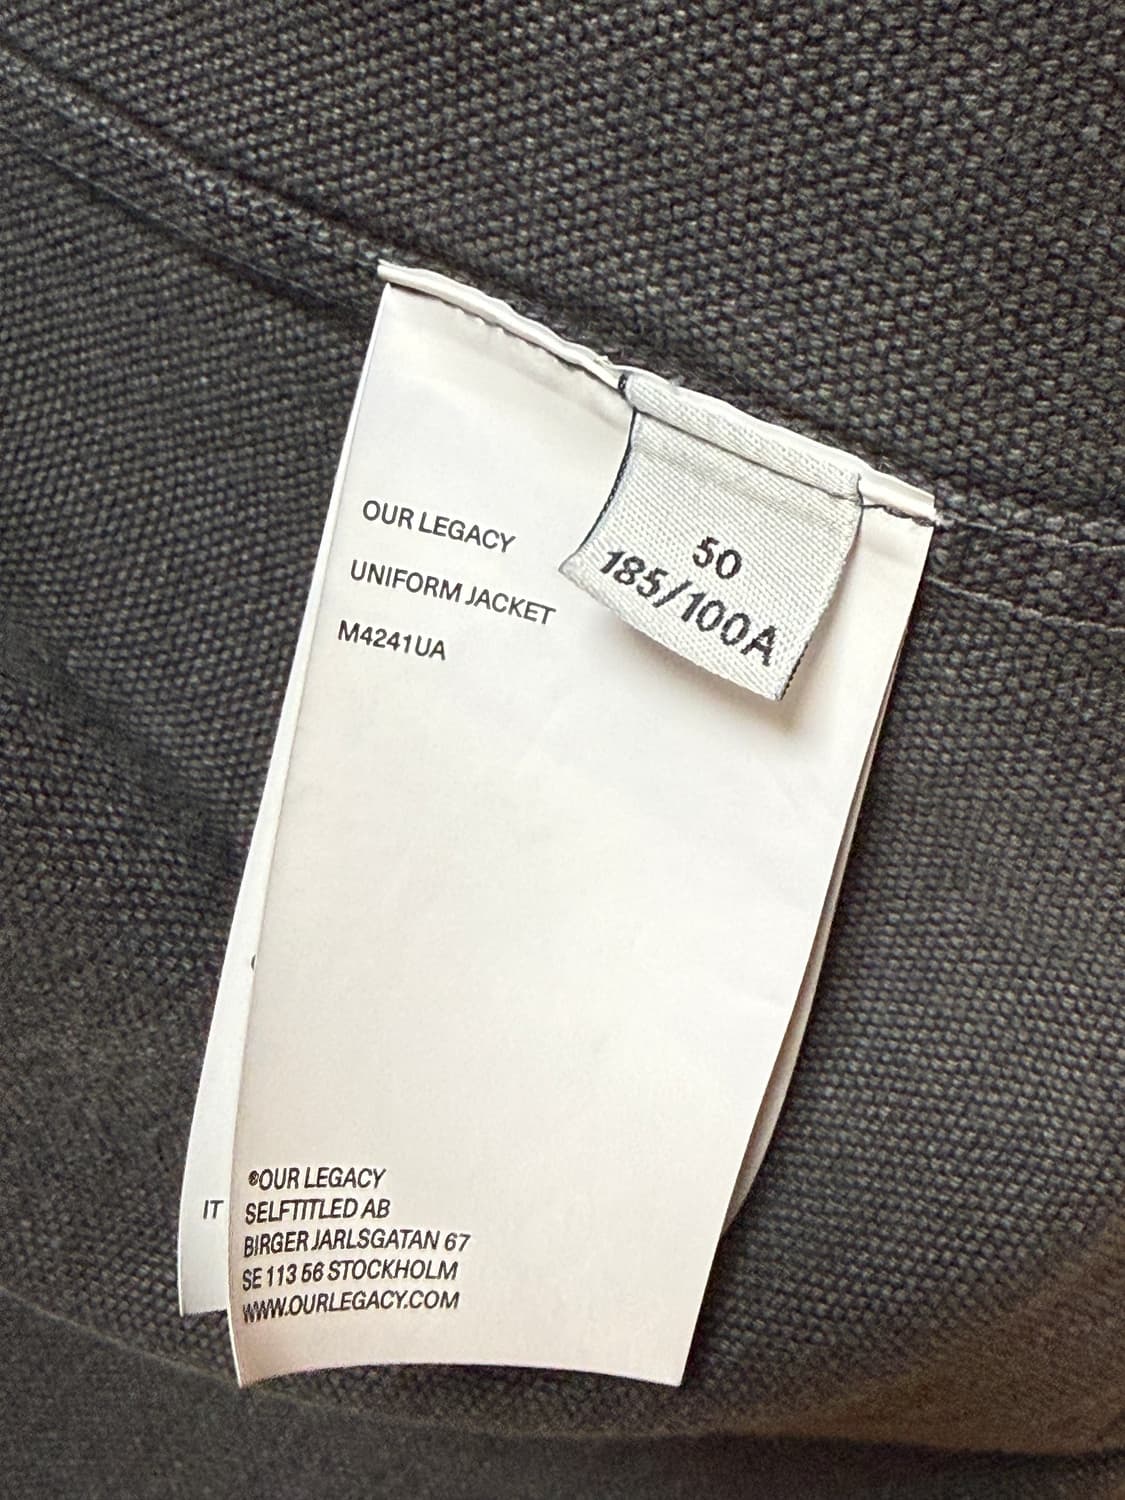 OUR LEGACY
UNIFORM JACKET
M4241UA
50
185/100A
®OUR LEGACY
SELFTITLED AB
BIRGER JARLSGATAN 67
SE 113 56 STOCKHOLM
WWW.OURLEGACY.COM
IT